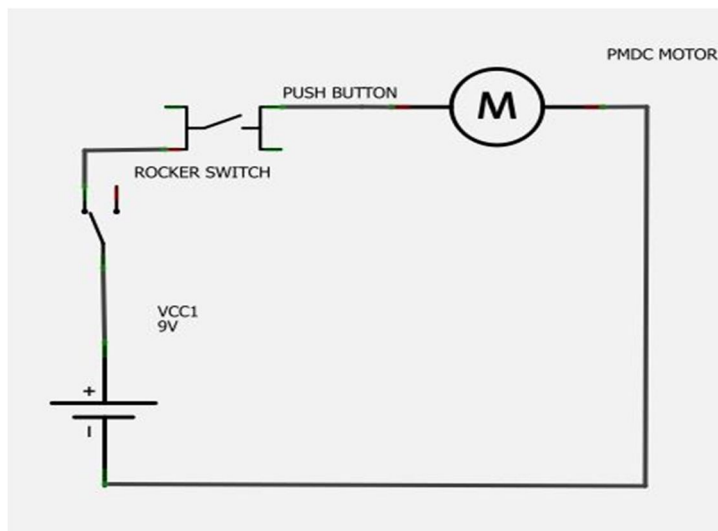 PMDC MOTOR
PUSH BUTTON
M
ROCKER SWITCH
VCC1
9V
+
-